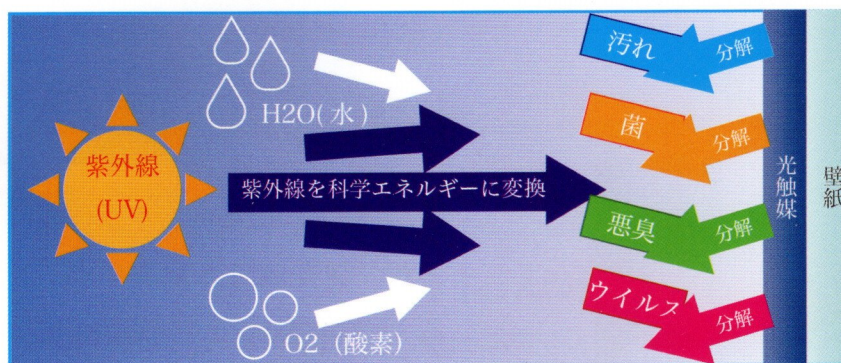 紫外線
(UV)
H2O(水)
紫外線を科学エネルギーに変換
O2（酸素）
汚れ
分解
菌
分解
悪臭
分解
ウイルス
分解
光触媒
壁紙